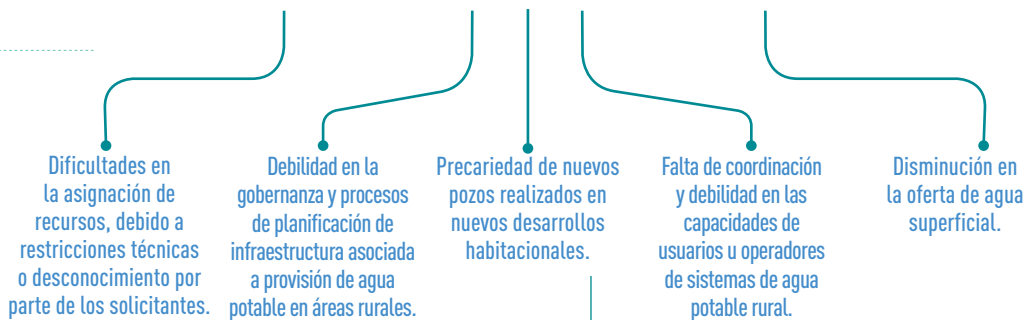 Dificultades en
la asignación de
recursos, debido a
restricciones técnicas
o desconocimiento por
parte de los solicitantes.
Debilidad en la
gobernanza y procesos
de planificación de
infraestructura asociada
a provisión de agua
potable en áreas rurales.
Precariedad de nuevos
pozos realizados en
nuevos desarrollos
habitacionales.
Falta de coordinación
y debilidad en las
capacidades de
usuarios u operadores
de sistemas de agua
potable rural.
Disminución en
la oferta de agua
superficial.